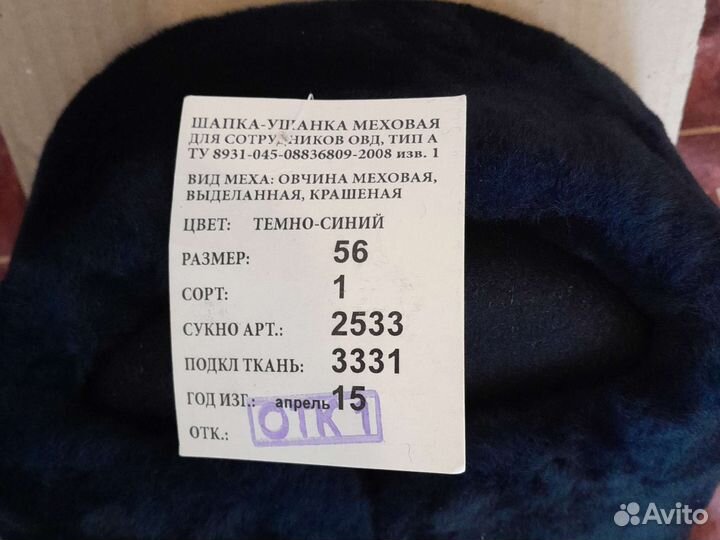 ШАПКА-УШАНКА МЕХОВАЯ
ДЛЯ СОТРУДНИКОВ ОВД, ТИП А
ТУ 8931-045-08836809-2008 изв. 1
ВИД МЕХА: ОВЧИНА МЕХОВАЯ,
ВЫДЕЛАННАЯ, КРАШЕНАЯ
ЦВЕТ: ТЕМНО-СИНИЙ
РАЗМЕР: 56
СОРТ: 1
СУКНО АРТ.: 2533
ПОДКЛ ТКАНЬ: 3331
ГОД ИЗГ.: апрель 15
ОТК.: ОТК 1
Avito